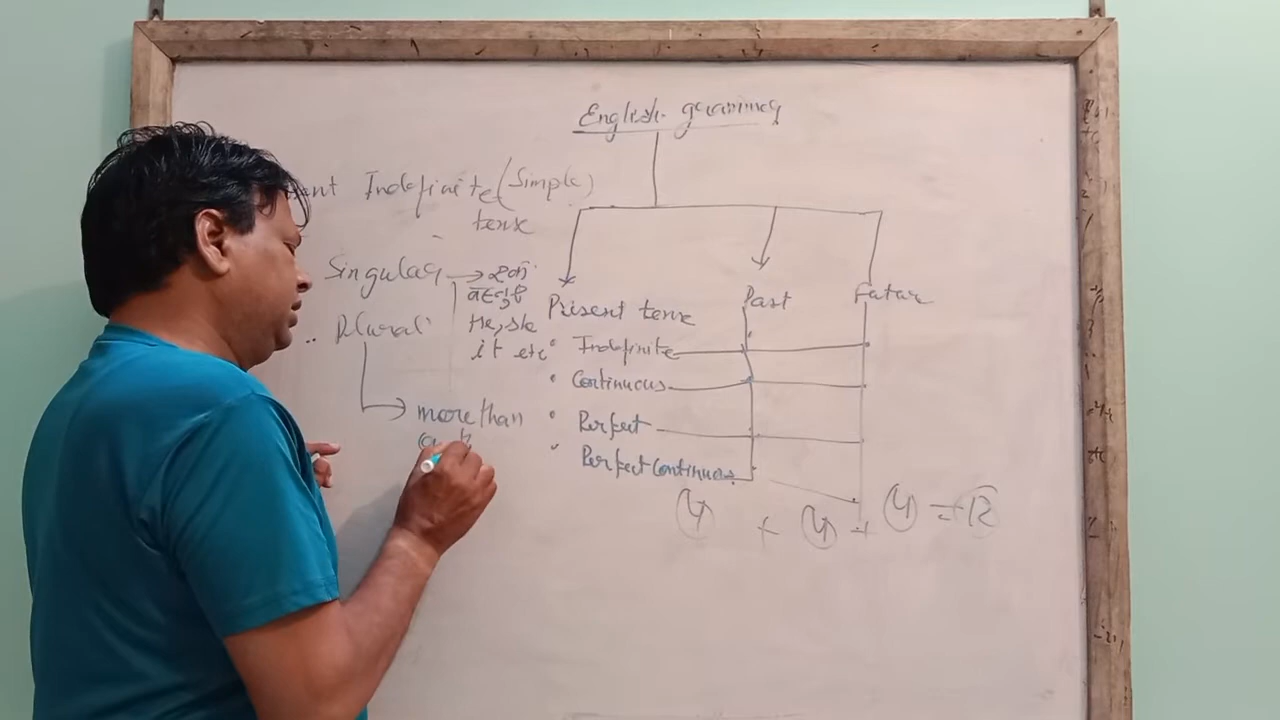 English grammar
Indefinite (Simple)
tense
Singular
He, She
it etc
Plural
more than
Present tense
Past
Futur
Indefinite
Continuous
Perfect
Perfect Continuous
4 + 4 + 4 = 12